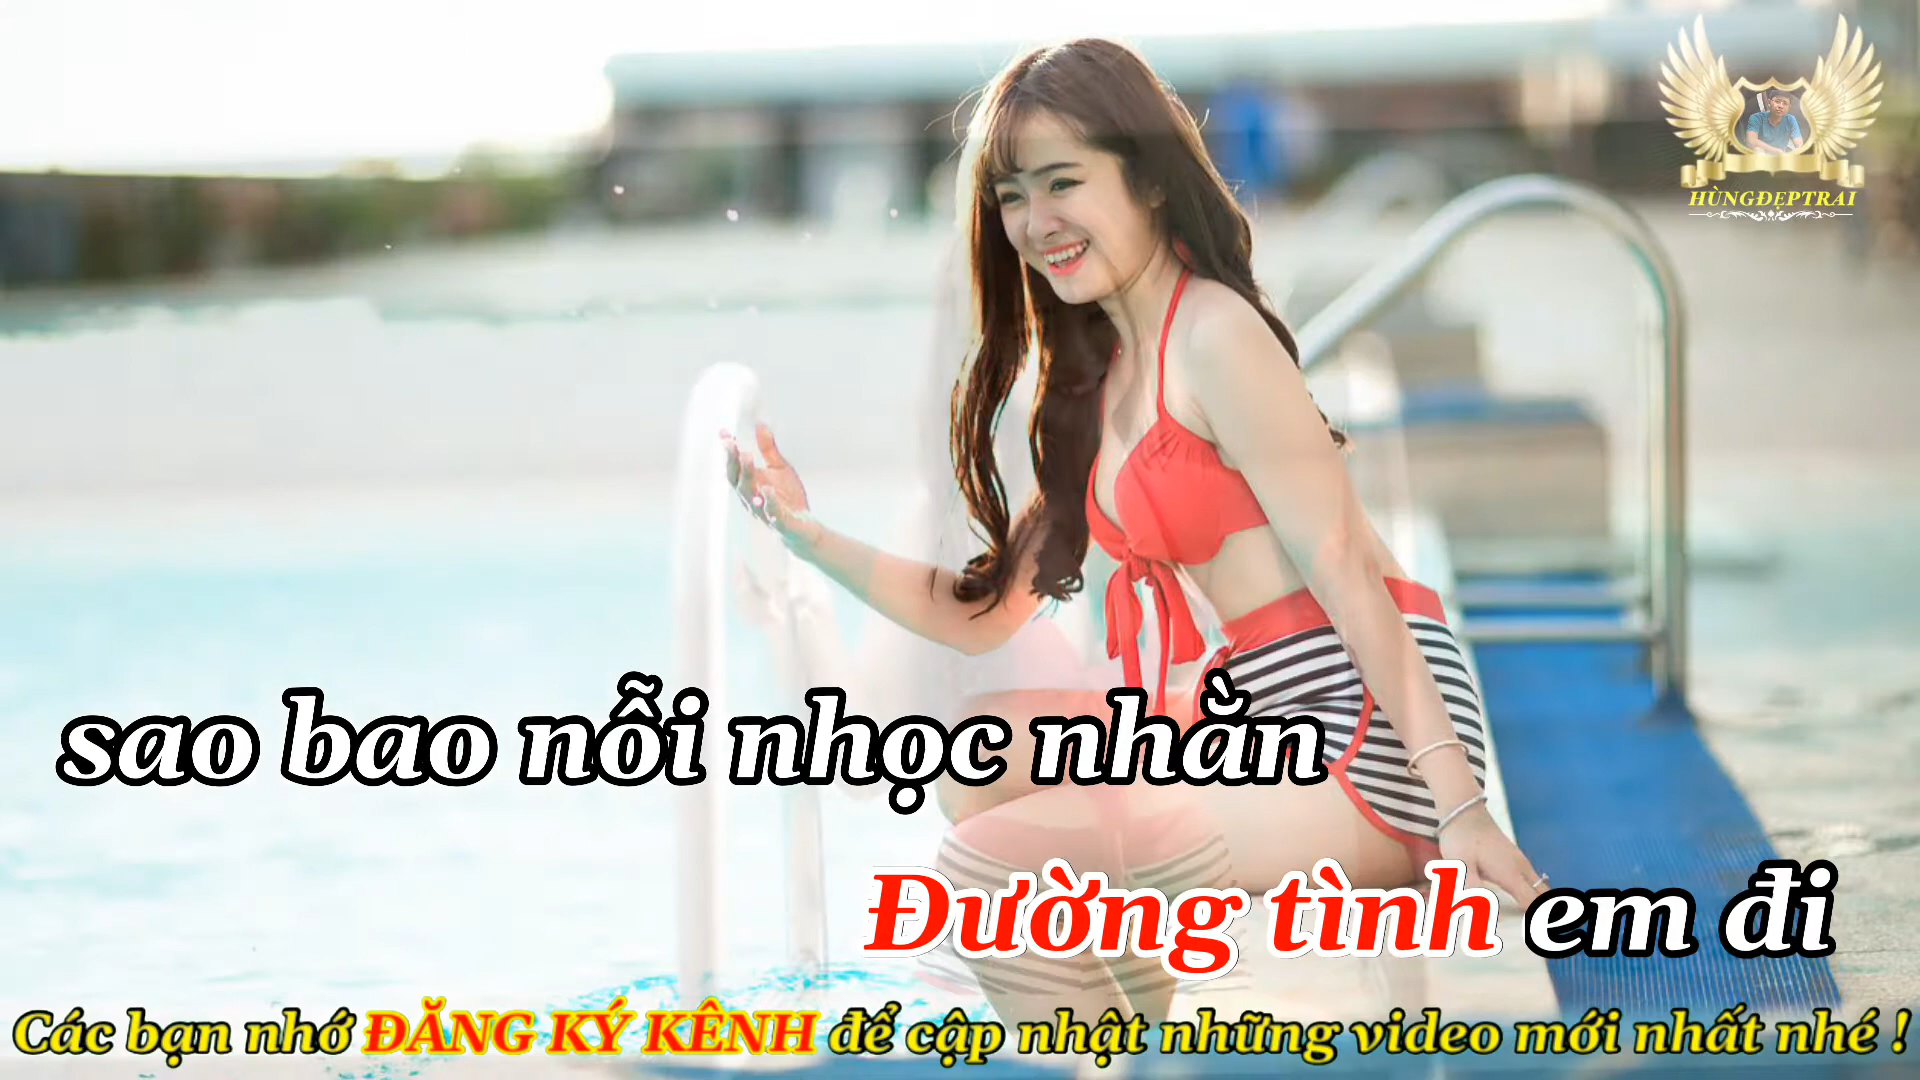 HÙNGĐẸPTRAI
sao bao nỗi nhọc nhằn
Đường tình em đi
Các bạn nhớ ĐĂNG KÝ KÊNH để cập nhật những video mới nhất nhé !